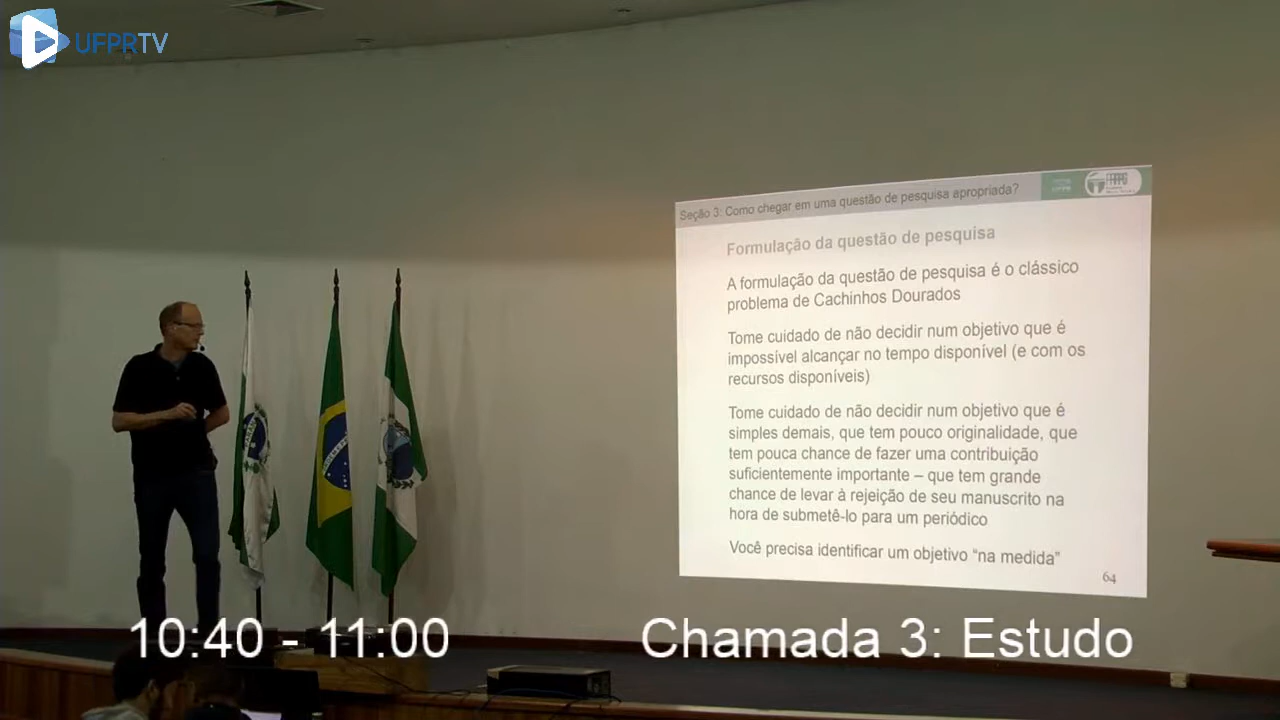 UFPRTV
Seção 3: Como chegar em uma questão de pesquisa apropriada?
Formulação da questão de pesquisa
A formulação da questão de pesquisa é o clássico
problema de Cachinhos Dourados
Tome cuidado de não decidir num objetivo que é
impossível alcançar no tempo disponível (e com os
recursos disponíveis)
Tome cuidado de não decidir num objetivo que é
simples demais, que tem pouco originalidade, que
tem pouca chance de fazer uma contribução
suficientemente importante – que tem grande
chance de levar à rejeição de seu manuscrito na
hora de submetê-lo para um periódico
Você precisa identificar um objetivo “na medida”
64
10:40 - 11:00
Chamada 3: Estudo